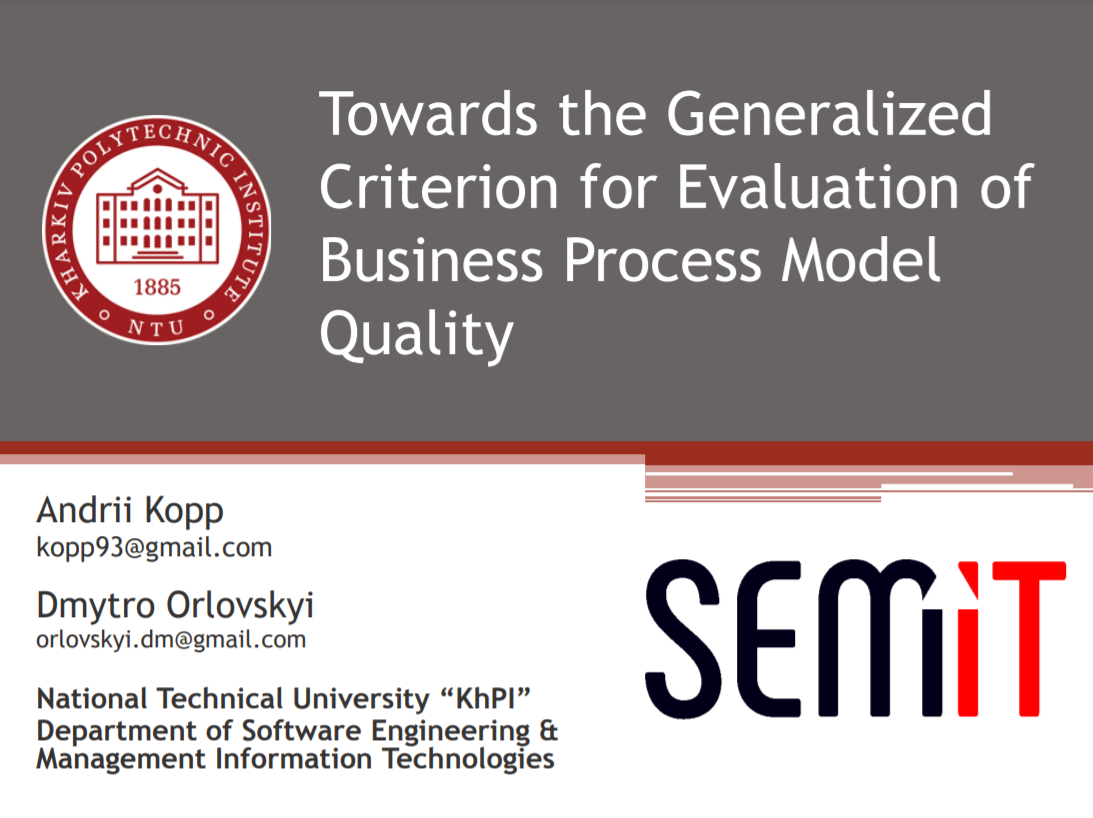 KHARKIV POLYTECHNIC INSTITUTE
1885
NTU
Towards the Generalized
Criterion for Evaluation of
Business Process Model
Quality
Andrii Kopp
kopp93@gmail.com
Dmytro Orlovskyi
orlovskyi.dm@gmail.com
National Technical University “KhPI”
Department of Software Engineering &
Management Information Technologies
SEMiT